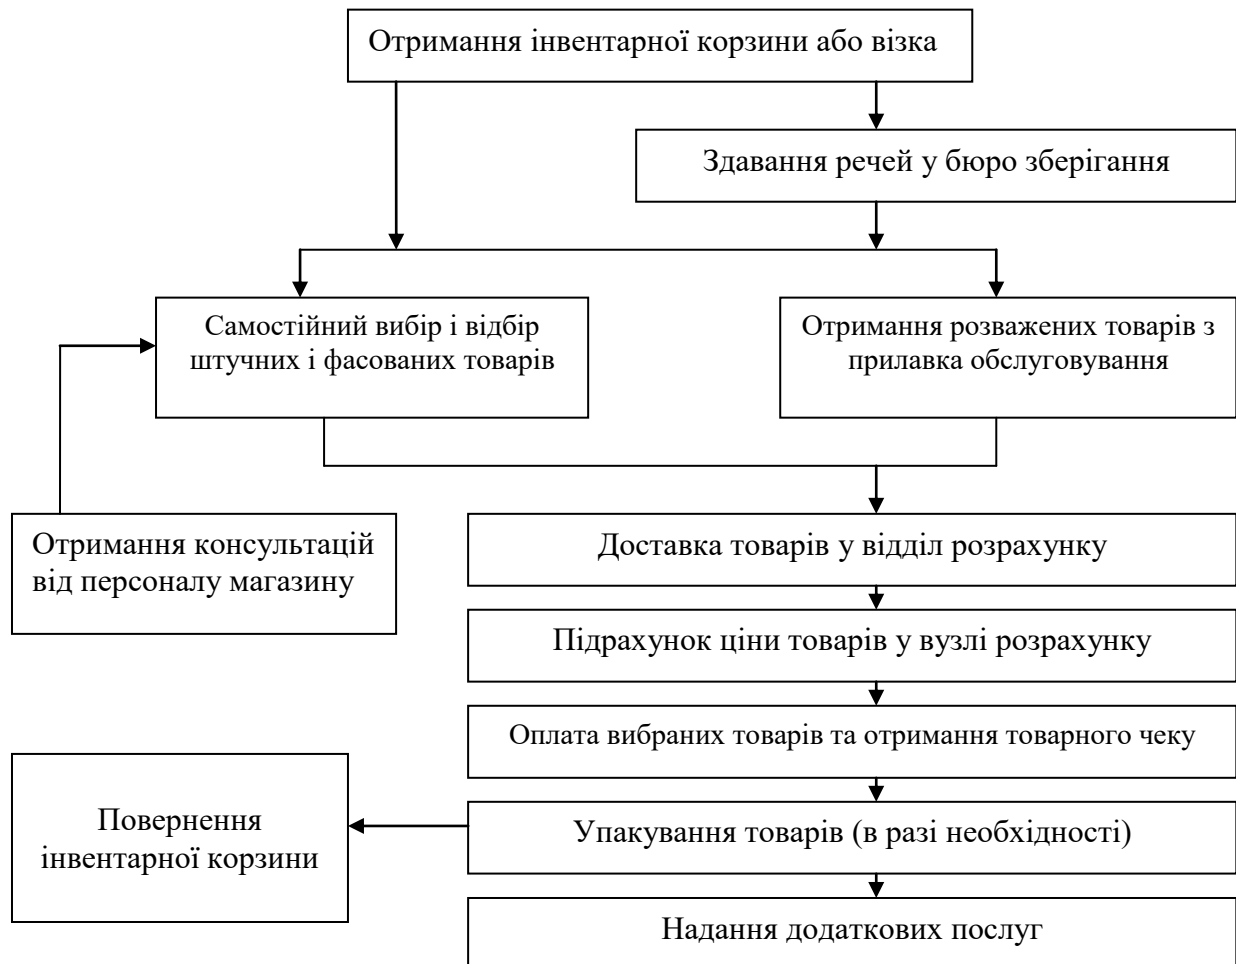 Отримання інвентарної корзини або візка
Здавання речей у бюро зберігання
Самостійний вибір і відбір
штучних і фасованих товарів
Отримання розважених товарів з
прилавка обслуговування
Отримання консультацій
від персоналу магазину
Доставка товарів у відділ розрахунку
Підрахунок ціни товарів у вузлі розрахунку
Оплата вибраних товарів та отримання товарного чеку
Повернення
інвентарної корзини
Упакування товарів (в разі необхідності)
Надання додаткових послуг